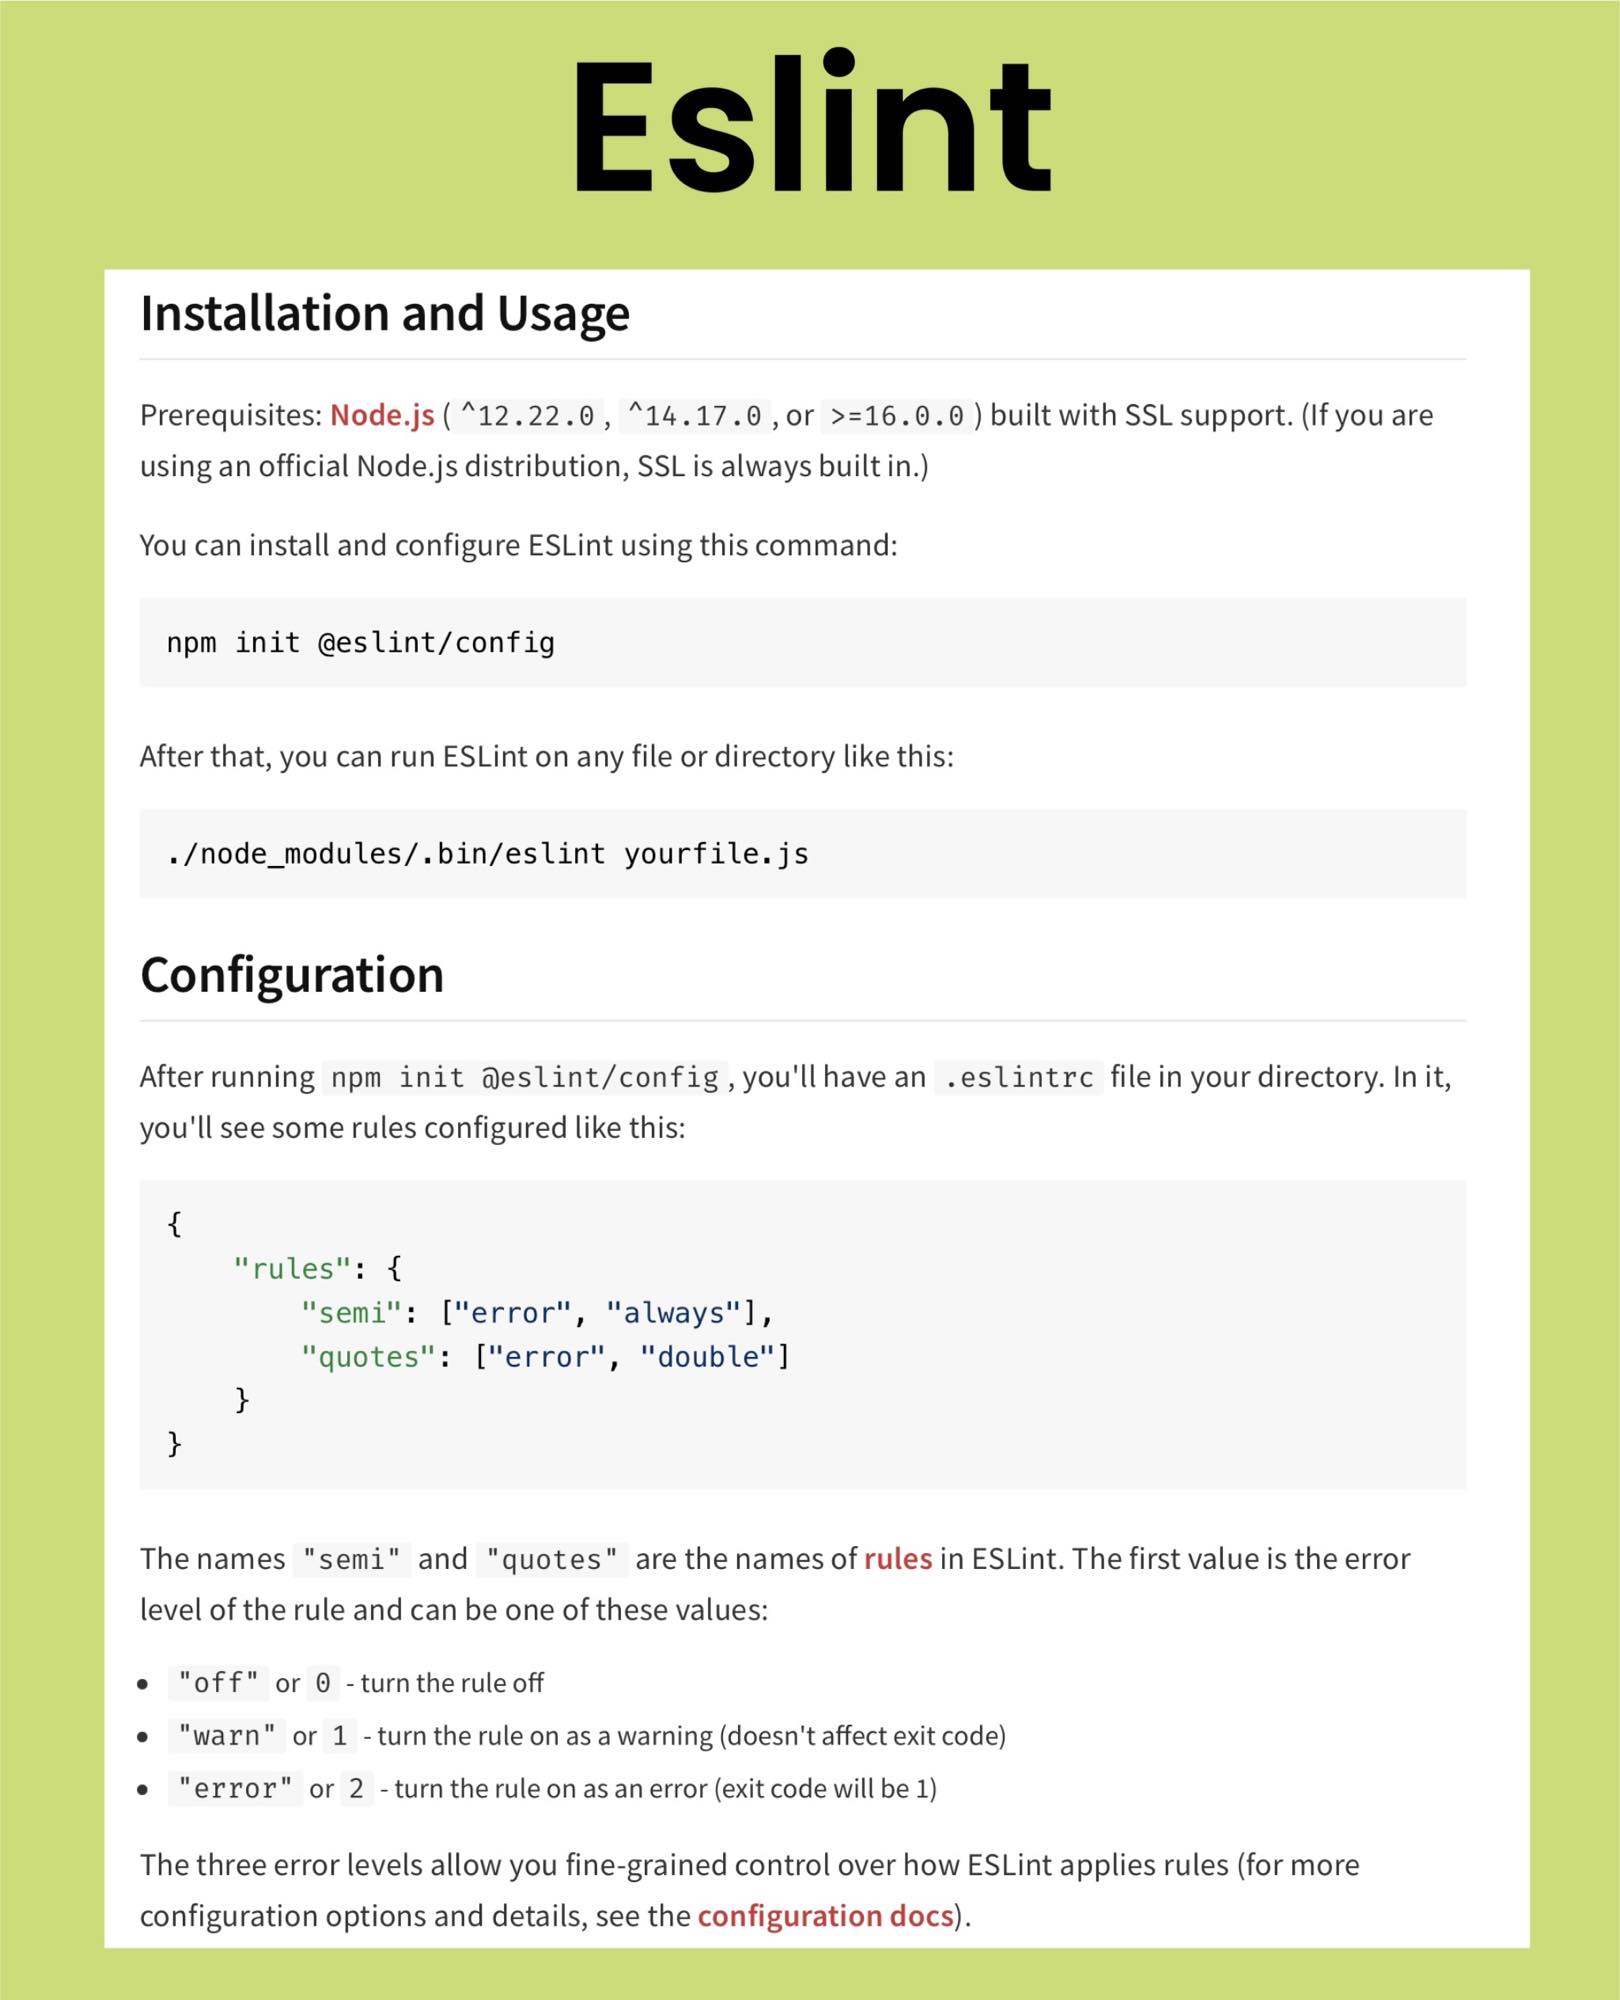 Eslint
Installation and Usage
Prerequisites: Node.js ( ^12.22.0 , ^14.17.0 , or >=16.0.0 ) built with SSL support. (If you are
using an official Node.js distribution, SSL is always built in.)
You can install and configure ESLint using this command:
npm init @eslint/config
After that, you can run ESLint on any file or directory like this:
./node_modules/.bin/eslint yourfile.js
Configuration
After running npm init @eslint/config , you'll have an .eslintrc file in your directory. In it,
you'll see some rules configured like this:
{
    "rules": {
        "semi": ["error", "always"],
        "quotes": ["error", "double"]
    }
}
The names "semi" and "quotes" are the names of rules in ESLint. The first value is the error
level of the rule and can be one of these values:
• "off" or 0 - turn the rule off
• "warn" or 1 - turn the rule on as a warning (doesn't affect exit code)
• "error" or 2 - turn the rule on as an error (exit code will be 1)
The three error levels allow you fine-grained control over how ESLint applies rules (for more
configuration options and details, see the configuration docs).